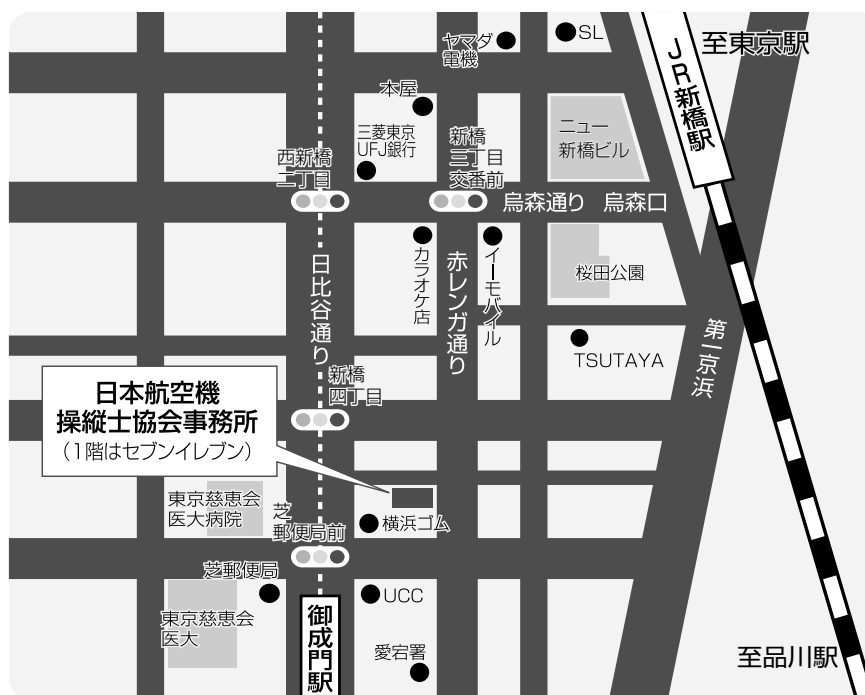 SL
至東京駅
ヤマダ
電機
JR新橋駅
本屋
三菱東京
UFJ銀行
新橋
三丁目
交番前
ニュー
新橋ビル
西新橋
二丁目
烏森通り
烏森口
日比谷通り
カラオケ店
赤レンガ通り
イーモバイル
桜田公園
第一京浜
TSUTAYA
新橋
四丁目
日本航空機
操縦士協会事務所
(1階はセブンイレブン)
東京慈恵会
医大病院
芝
郵便局前
横浜ゴム
芝郵便局
UCC
東京慈恵会
医大
御成門駅
愛宕署
至品川駅